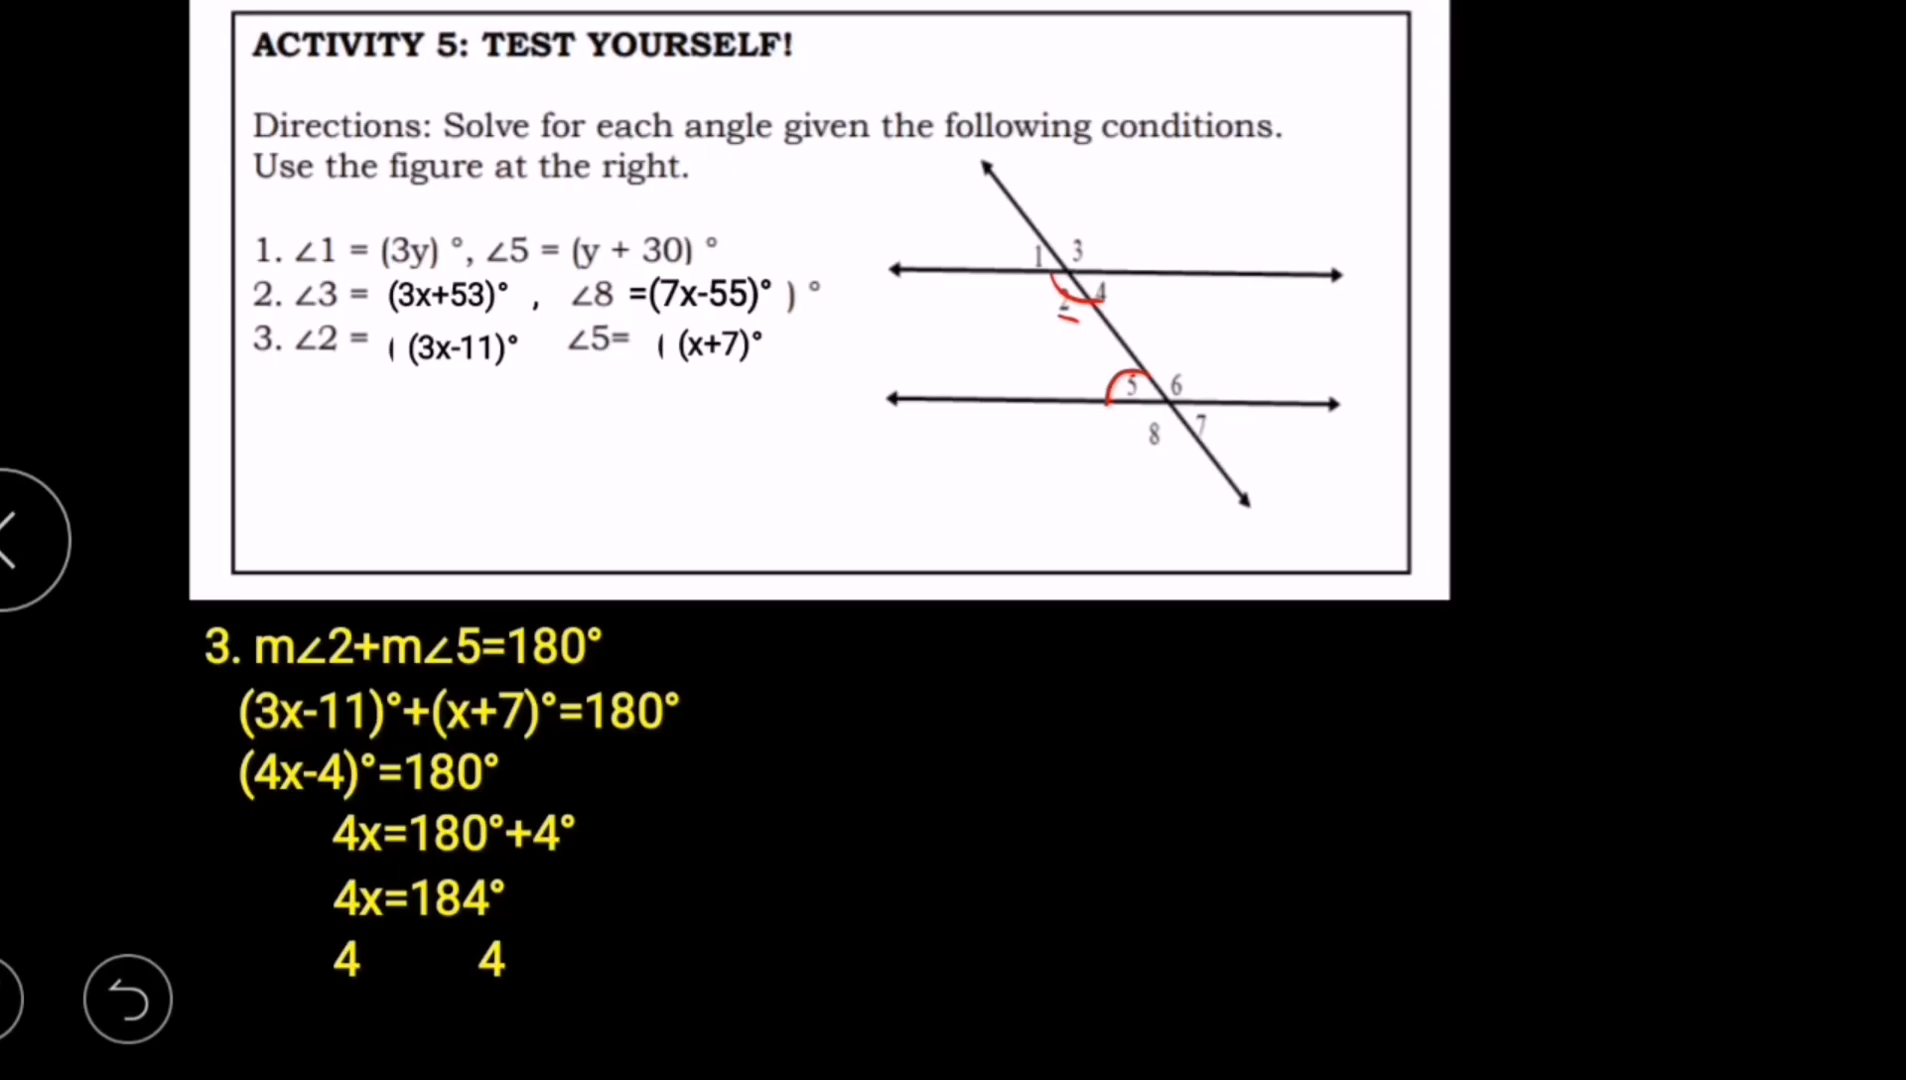 ACTIVITY 5: TEST YOURSELF!
Directions: Solve for each angle given the following conditions.
Use the figure at the right.
1. ∠1 = (3y) °, ∠5 = (y + 30) °
2. ∠3 = (3x+53)° , ∠8 =(7x-55)° ) °
3. ∠2 = ( (3x-11)° ∠5= ( (x+7)°
1 3
2 4
5 6
8 7
3. m∠2+m∠5=180°
(3x-11)°+(x+7)°=180°
(4x-4)°=180°
4x=180°+4°
4x=184°
4 4